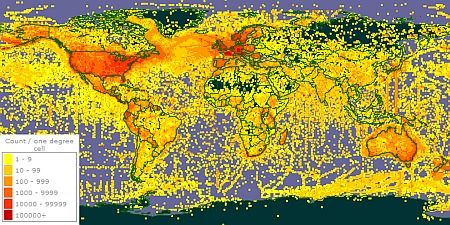 Count / one degree
cell
1 - 9
10 - 99
100 - 999
1000 - 9999
10000 - 99999
100000+